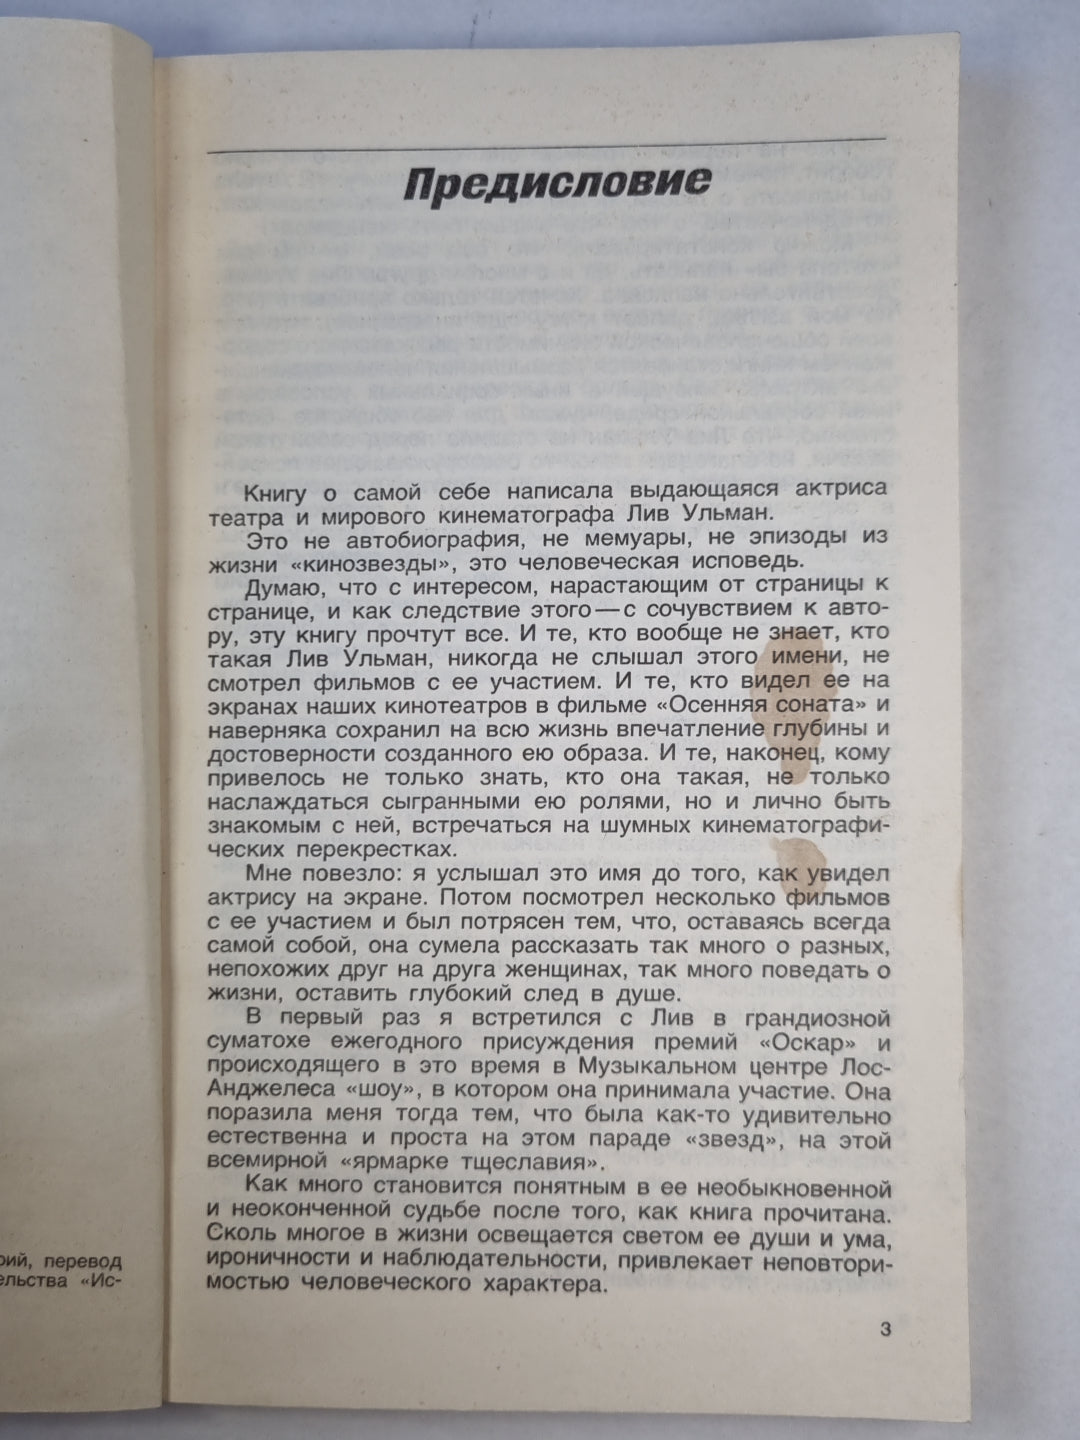 Предисловие
Книгу о самой себе написала выдающаяся актриса
театра и мирового кинематографа Лив Ульман.
Это не автобиография, не мемуары, не эпизоды из
жизни «кинозвезды», это человеческая исповедь.
Думаю, что с интересом, нарастающим от страницы к
странице, и как следствие этого — с сочувствием к авто-
ру, эту книгу прочтут все. И те, кто вообще не знает, кто
такая Лив Ульман, никогда не слышал этого имени, не
смотрел фильмов с ее участием. И те, кто видел ее на
экранах наших кинотеатров в фильме «Осенняя соната» и
наверняка сохранил на всю жизнь впечатление глубины и
достоверности созданного ею образа. И те, наконец, кому
привелось не только знать, кто она такая, не только
наслаждаться сыгранными ею ролями, но и лично быть
знакомым с ней, встречаться на шумных кинематографи-
ческих перекрестках.
Мне повезло: я услышал это имя до того, как увидел
актрису на экране. Потом посмотрел несколько фильмов
с ее участием и был потрясен тем, что, оставаясь всегда
самой собой, она сумела рассказать так много о разных,
непохожих друг на друга женщинах, так много поведать о
жизни, оставить глубокий след в душе.
В первый раз я встретился с Лив в грандиозной
суматохе ежегодного присуждения премий «Оскар» и
происходящего в это время в Музыкальном центре Лос-
Анджелеса «шоу», в котором она принимала участие. Она
поразила меня тогда тем, что была как-то удивительно
естественна и проста на этом параде «звезд», на этой
всемирной «ярмарке тщеславия».
Как много становится понятным в ее необыкновенной
и неоконченной судьбе после того, как книга прочитана.
Сколь многое в жизни освещается светом ее души и ума,
ироничности и наблюдательности, привлекает неповтори-
мостью человеческого характера.
3
рий, перевод
ельства «Ис-